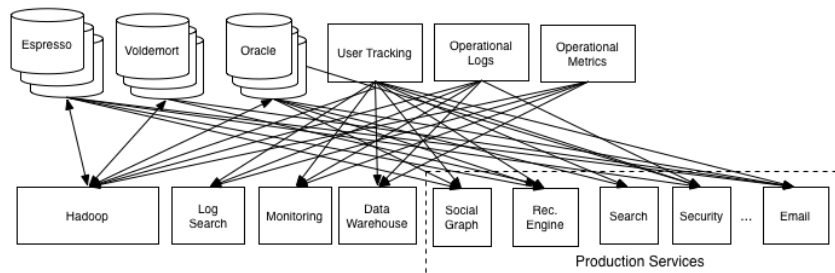 Espresso
Voldemort
Oracle
User Tracking
Operational
Logs
Operational
Metrics
Hadoop
Log
Search
Monitoring
Data
Warehouse
Social
Graph
Rec.
Engine
Search
Security
...
Email
Production Services